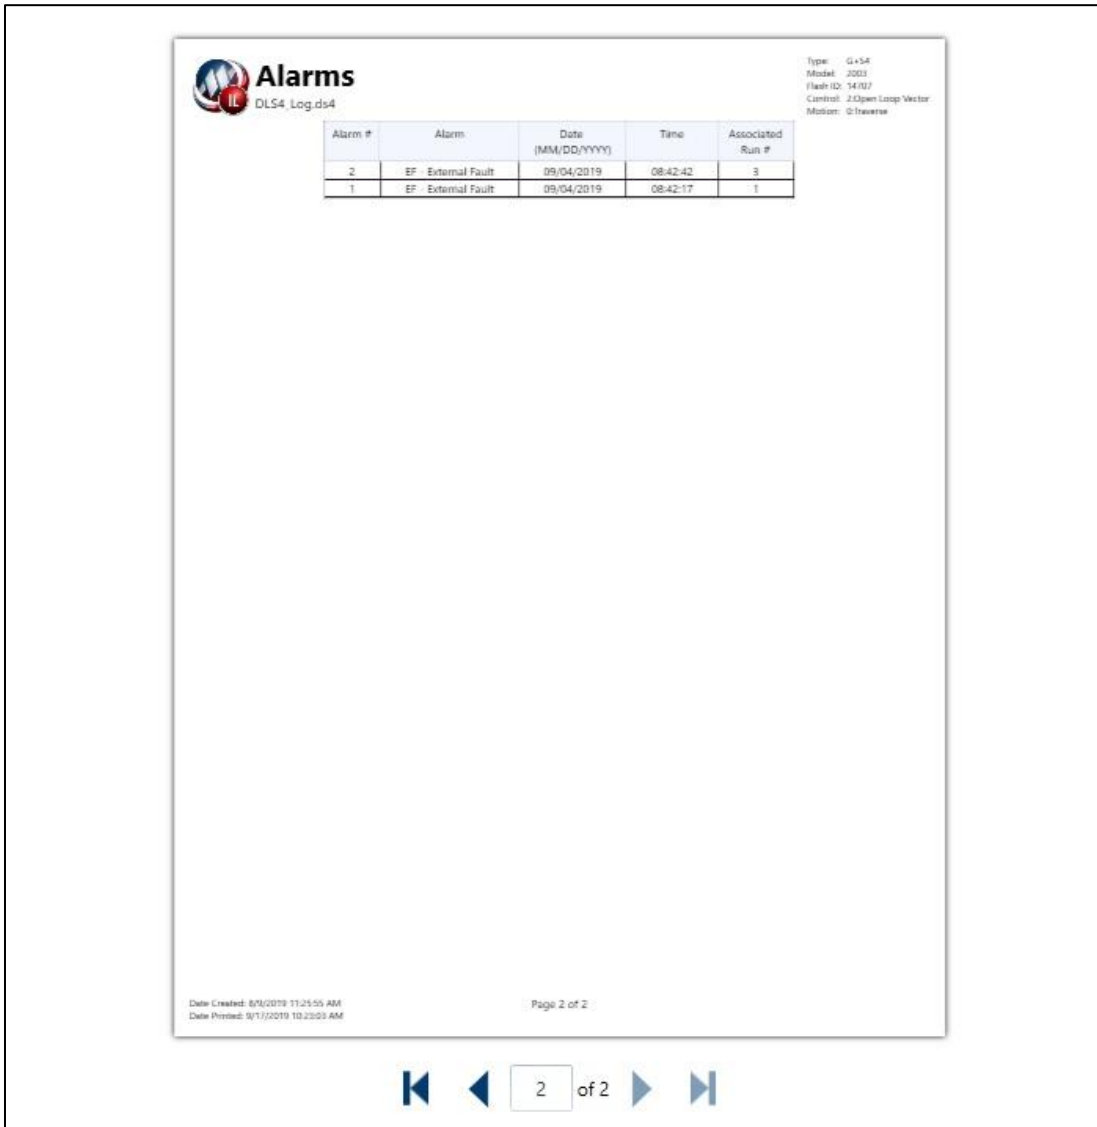 Alarms
DLS4_Log.ds4
Type: G+S4
Model: 2003
Flash ID: 14707
Control: 2:Open Loop Vector
Motion: 0:Traverse
IL
Alarm # Alarm Date (MM/DD/YYYY) Time Associated Run #
2 EF - External Fault 09/04/2019 08:42:42 3
1 EF - External Fault 09/04/2019 08:42:17 1
Date Created: 8/9/2019 11:25:55 AM
Date Printed: 9/17/2019 10:23:03 AM
Page 2 of 2
2 of 2